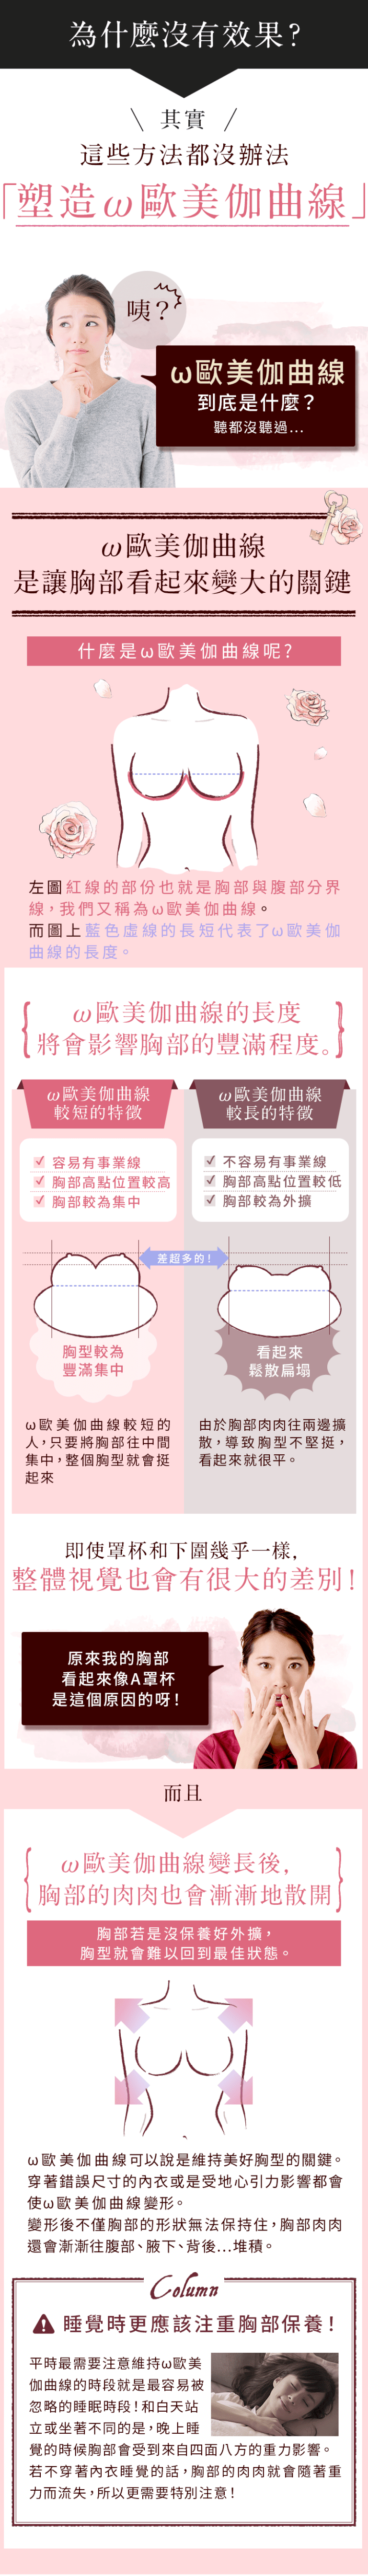 為什麼沒有效果?
其實
這些方法都沒辦法
「塑造ω歐美伽曲線」
咦?
ω歐美伽曲線
到底是什麼?
聽都沒聽過...
ω歐美伽曲線
是讓胸部看起來變大的關鍵
什麼是ω歐美伽曲線呢?
左圖紅線的部份也就是胸部與腹部分界
線,我們又稱為ω歐美伽曲線。
而圖上藍色虛線的長短代表了ω歐美伽
曲線的長度。
ω歐美伽曲線的長度
將會影響胸部的豐滿程度。
ω歐美伽曲線
較短的特徵
容易有事業線
胸部高點位置較高
胸部較為集中
ω歐美伽曲線
較長的特徵
不容易有事業線
胸部高點位置較低
胸部較為外擴
差超多的!
胸型較為
豐滿集中
看起來
鬆散扁塌
ω歐美伽曲線較短的
人,只要將胸部往中間
集中,整個胸型就會挺
起來
由於胸部肉肉往兩邊擴
散,導致胸型不堅挺,
看起來就很平。
即使罩杯和下圍幾乎一樣,
整體視覺也會有很大的差別!
原來我的胸部
看起來像A罩杯
是這個原因的呀!
而且
ω歐美伽曲線變長後,
胸部的肉肉也會漸漸地散開
胸部若是沒保養好外擴,
胸型就會難以回到最佳狀態。
ω歐美伽曲線可以說是維持美好胸型的關鍵。
穿著錯誤尺寸的內衣或是受地心引力影響都會
使ω歐美伽曲線變形。
變形後不僅胸部的形狀無法保持住,胸部肉肉
還會漸漸往腹部、腋下、背後...堆積。
Column
睡覺時更應該注重胸部保養!
平時最需要注意維持ω歐美
伽曲線的時段就是最容易被
忽略的睡眠時段!和白天站
立或坐著不同的是,晚上睡
覺的時候胸部會受到來自四面八方的重力影響。
若不穿著內衣睡覺的話,胸部的肉肉就會隨著重
力而流失,所以更需要特別注意!